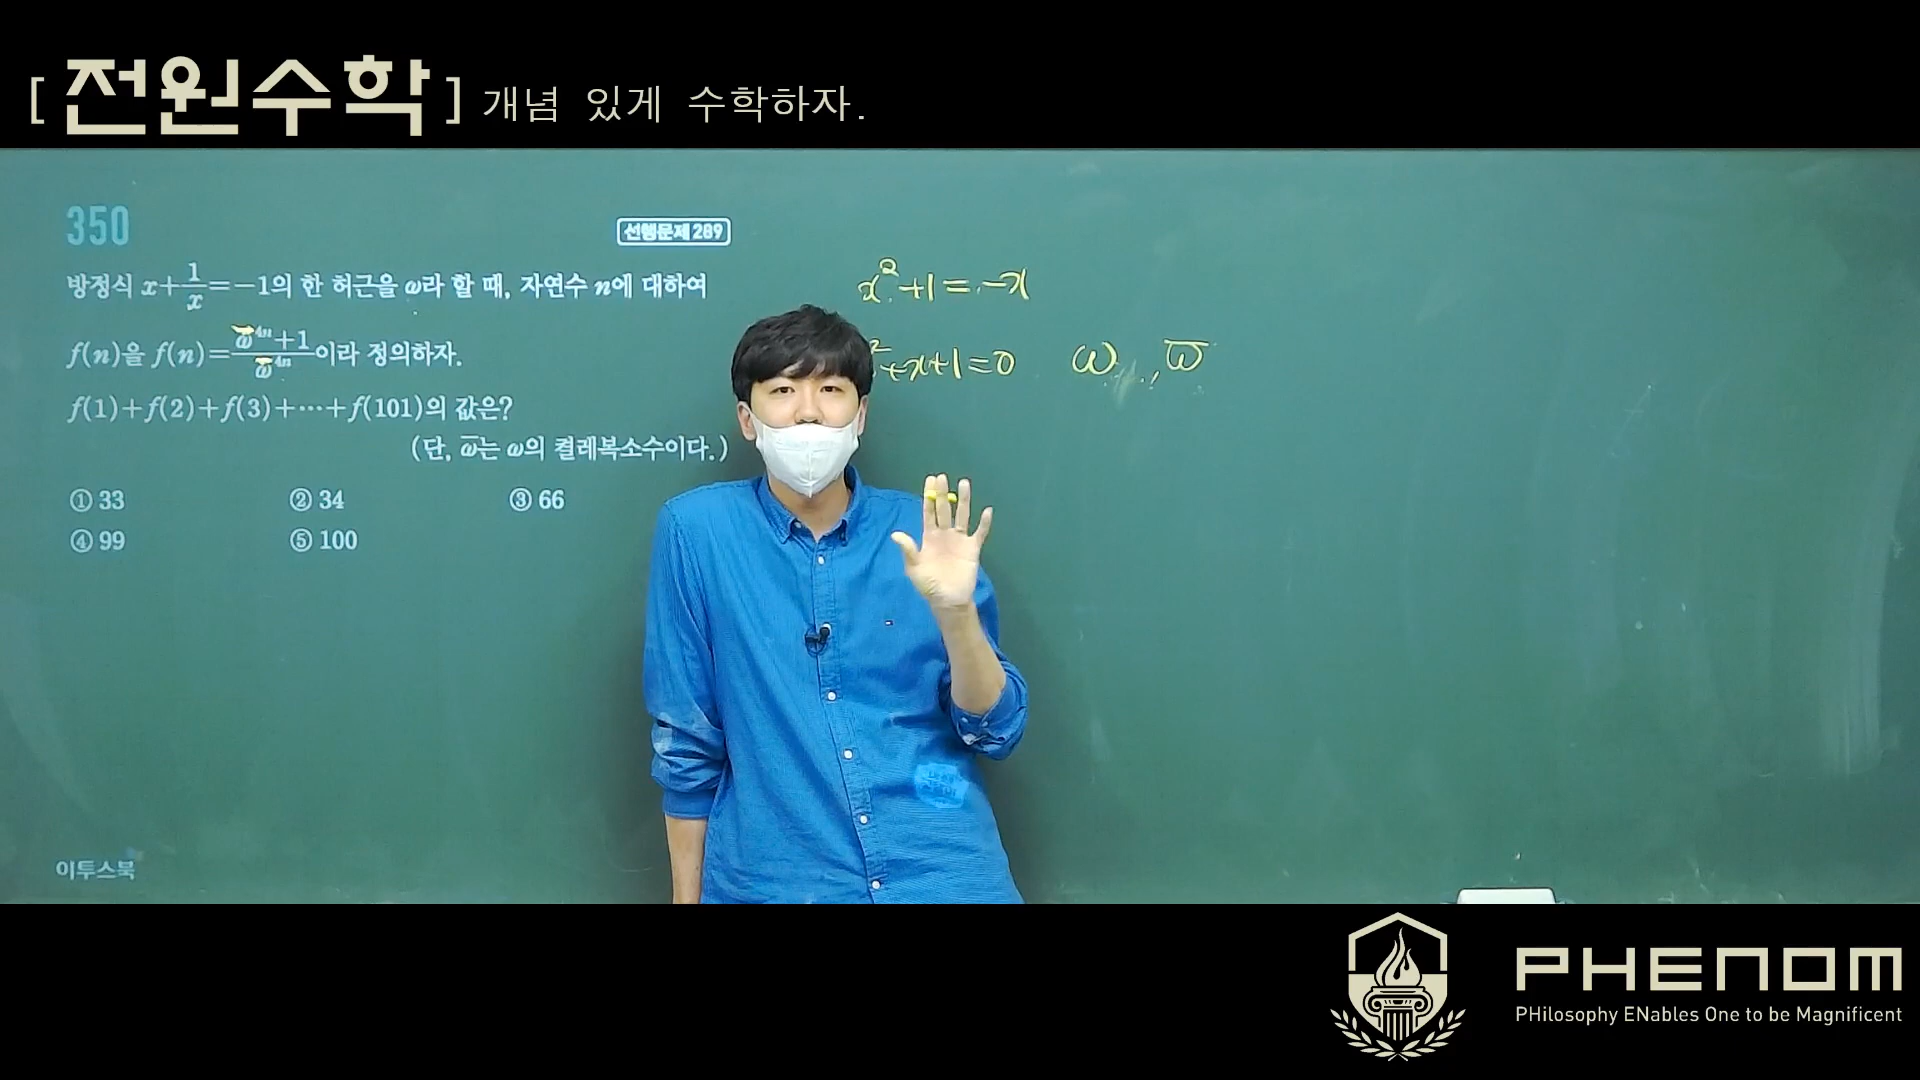 [ 전원수학 ] 개념 있게 수학하자.
350
선행문제 289
방정식 x+1/x=-1의 한 허근을 ω라 할 때, 자연수 n에 대하여
f(n)을 f(n)=(ω̅⁴ⁿ+1)/ω̅⁴ⁿ이라 정의하자.
f(1)+f(2)+f(3)+⋯+f(101)의 값은?
(단, ω̅는 ω의 켤레복소수이다.)
① 33 ② 34 ③ 66
④ 99 ⑤ 100
x²+1=-x
²+x+1=0 ω, ω̅
이투스북
PHENOM
PHilosophy ENables One to be Magnificent